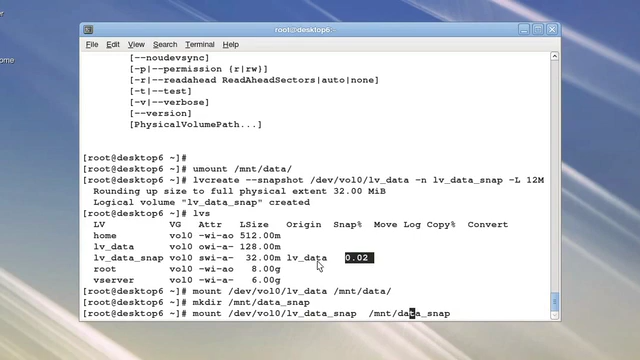 ome
root@desktop6:~
File Edit View Search Terminal Help
[--noudevsync]
[-p|--permission {r|rw}]
[-r|--readahead ReadAheadSectors|auto|none]
[-t|--test]
[-v|--verbose]
[--version]
[PhysicalVolumePath...]
[root@desktop6 ~]#
[root@desktop6 ~]# umount /mnt/data/
[root@desktop6 ~]# lvcreate --snapshot /dev/vol0/lv_data -n lv_data_snap -L 12M
Rounding up size to full physical extent 32.00 MiB
Logical volume "lv_data_snap" created
[root@desktop6 ~]# lvs
LV VG Attr LSize Origin Snap% Move Log Copy% Convert
home vol0 -wi-ao 512.00m
lv_data vol0 owi-a- 128.00m
lv_data_snap vol0 swi-a- 32.00m lv_data 0.02
root vol0 -wi-ao 8.00g
vserver vol0 -wi-a- 6.00g
[root@desktop6 ~]# mount /dev/vol0/lv_data /mnt/data/
[root@desktop6 ~]# mkdir /mnt/data_snap
[root@desktop6 ~]# mount /dev/vol0/lv_data_snap /mnt/data_snap